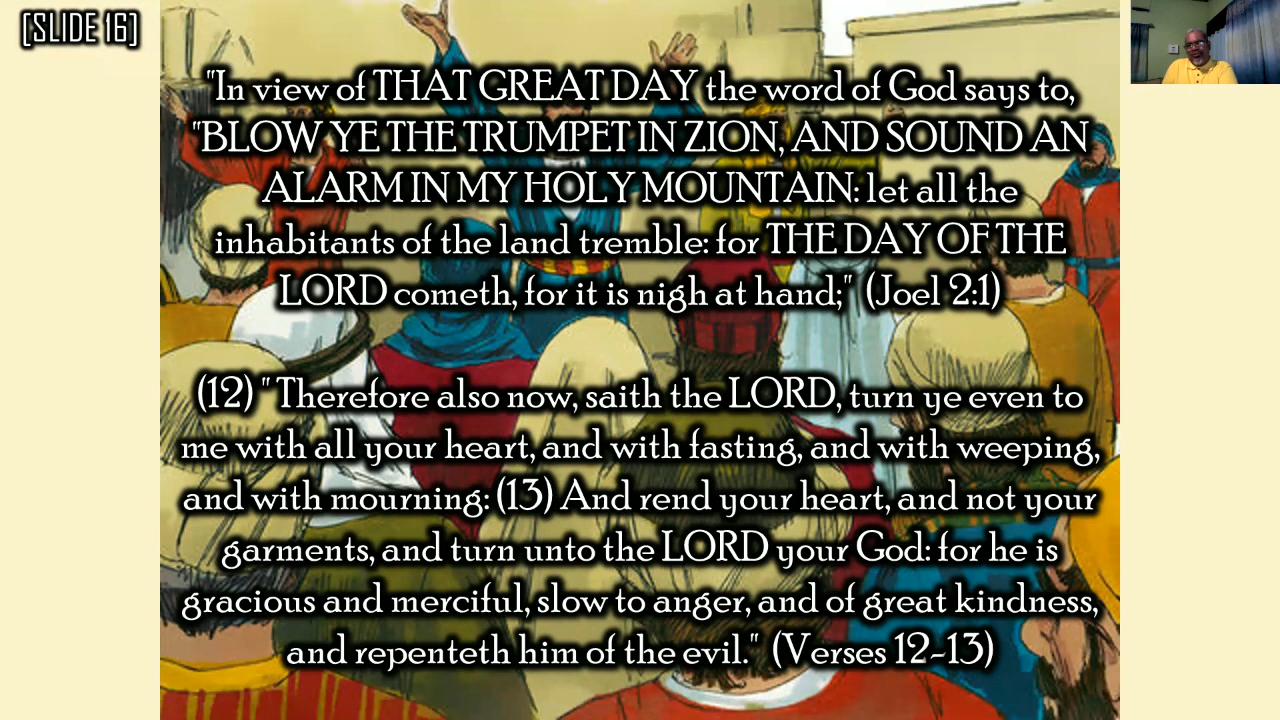 [SLIDE 16]
"In view of THAT GREAT DAY the word of God says to,
"BLOW YE THE TRUMPET IN ZION, AND SOUND AN
ALARM IN MY HOLY MOUNTAIN: let all the
inhabitants of the land tremble: for THE DAY OF THE
LORD cometh, for it is nigh at hand;" (Joel 2:1)
(12) "Therefore also now, saith the LORD, turn ye even to
me with all your heart, and with fasting, and with weeping,
and with mourning: (13) And rend your heart, and not your
garments, and turn unto the LORD your God: for he is
gracious and merciful, slow to anger, and of great kindness,
and repenteth him of the evil." (Verses 12-13)